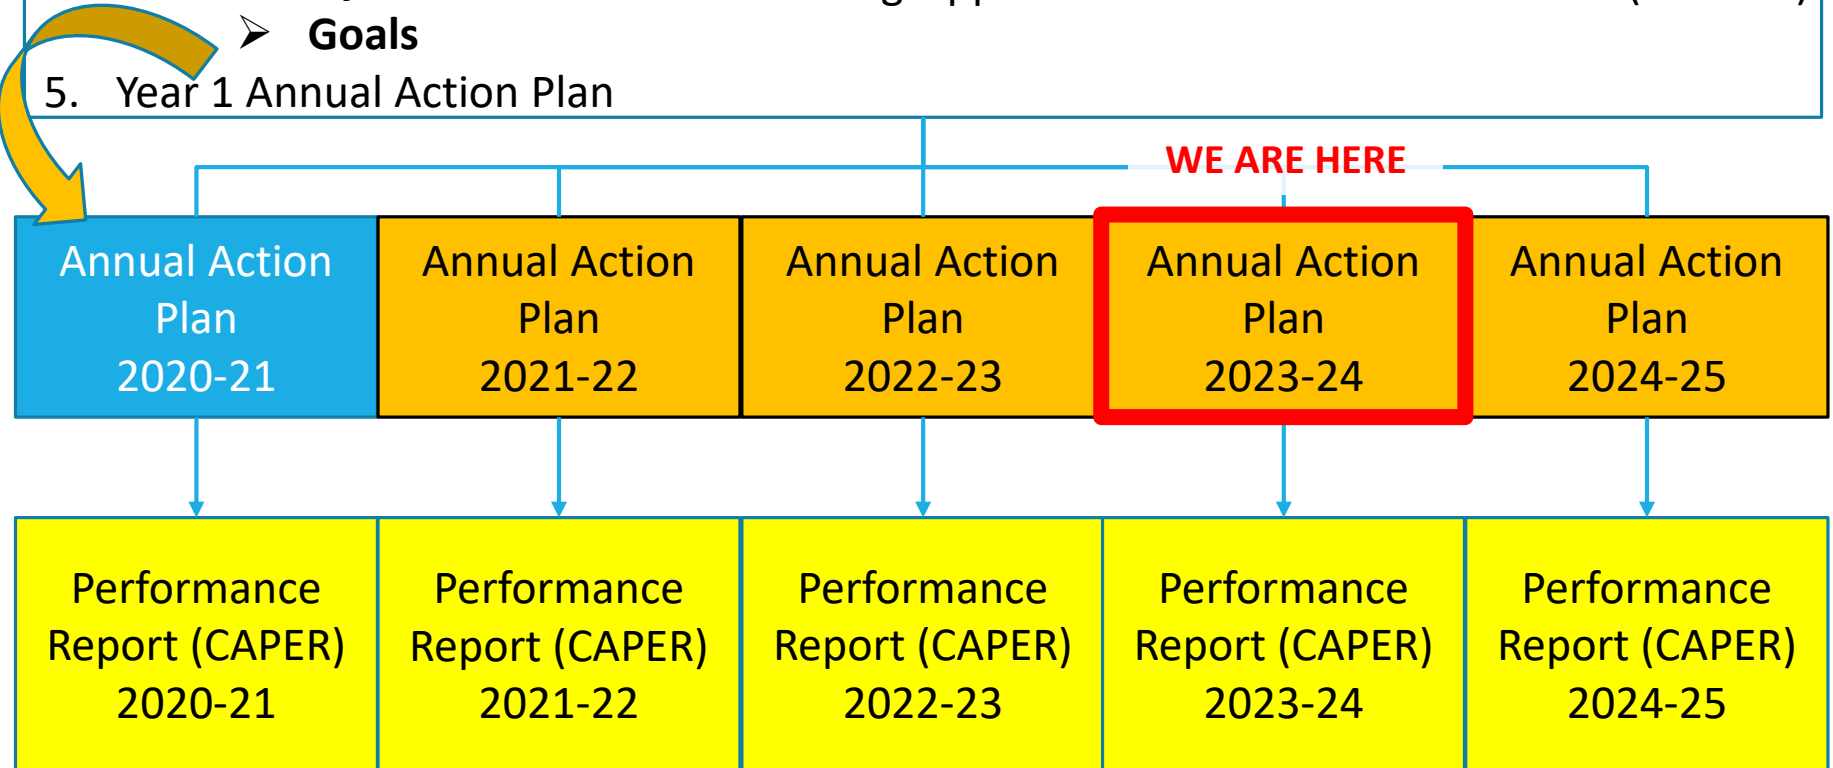 ➢ Goals
5. Year 1 Annual Action Plan
WE ARE HERE
Annual Action
Plan
2020-21
Annual Action
Plan
2021-22
Annual Action
Plan
2022-23
Annual Action
Plan
2023-24
Annual Action
Plan
2024-25
Performance
Report (CAPER)
2020-21
Performance
Report (CAPER)
2021-22
Performance
Report (CAPER)
2022-23
Performance
Report (CAPER)
2023-24
Performance
Report (CAPER)
2024-25